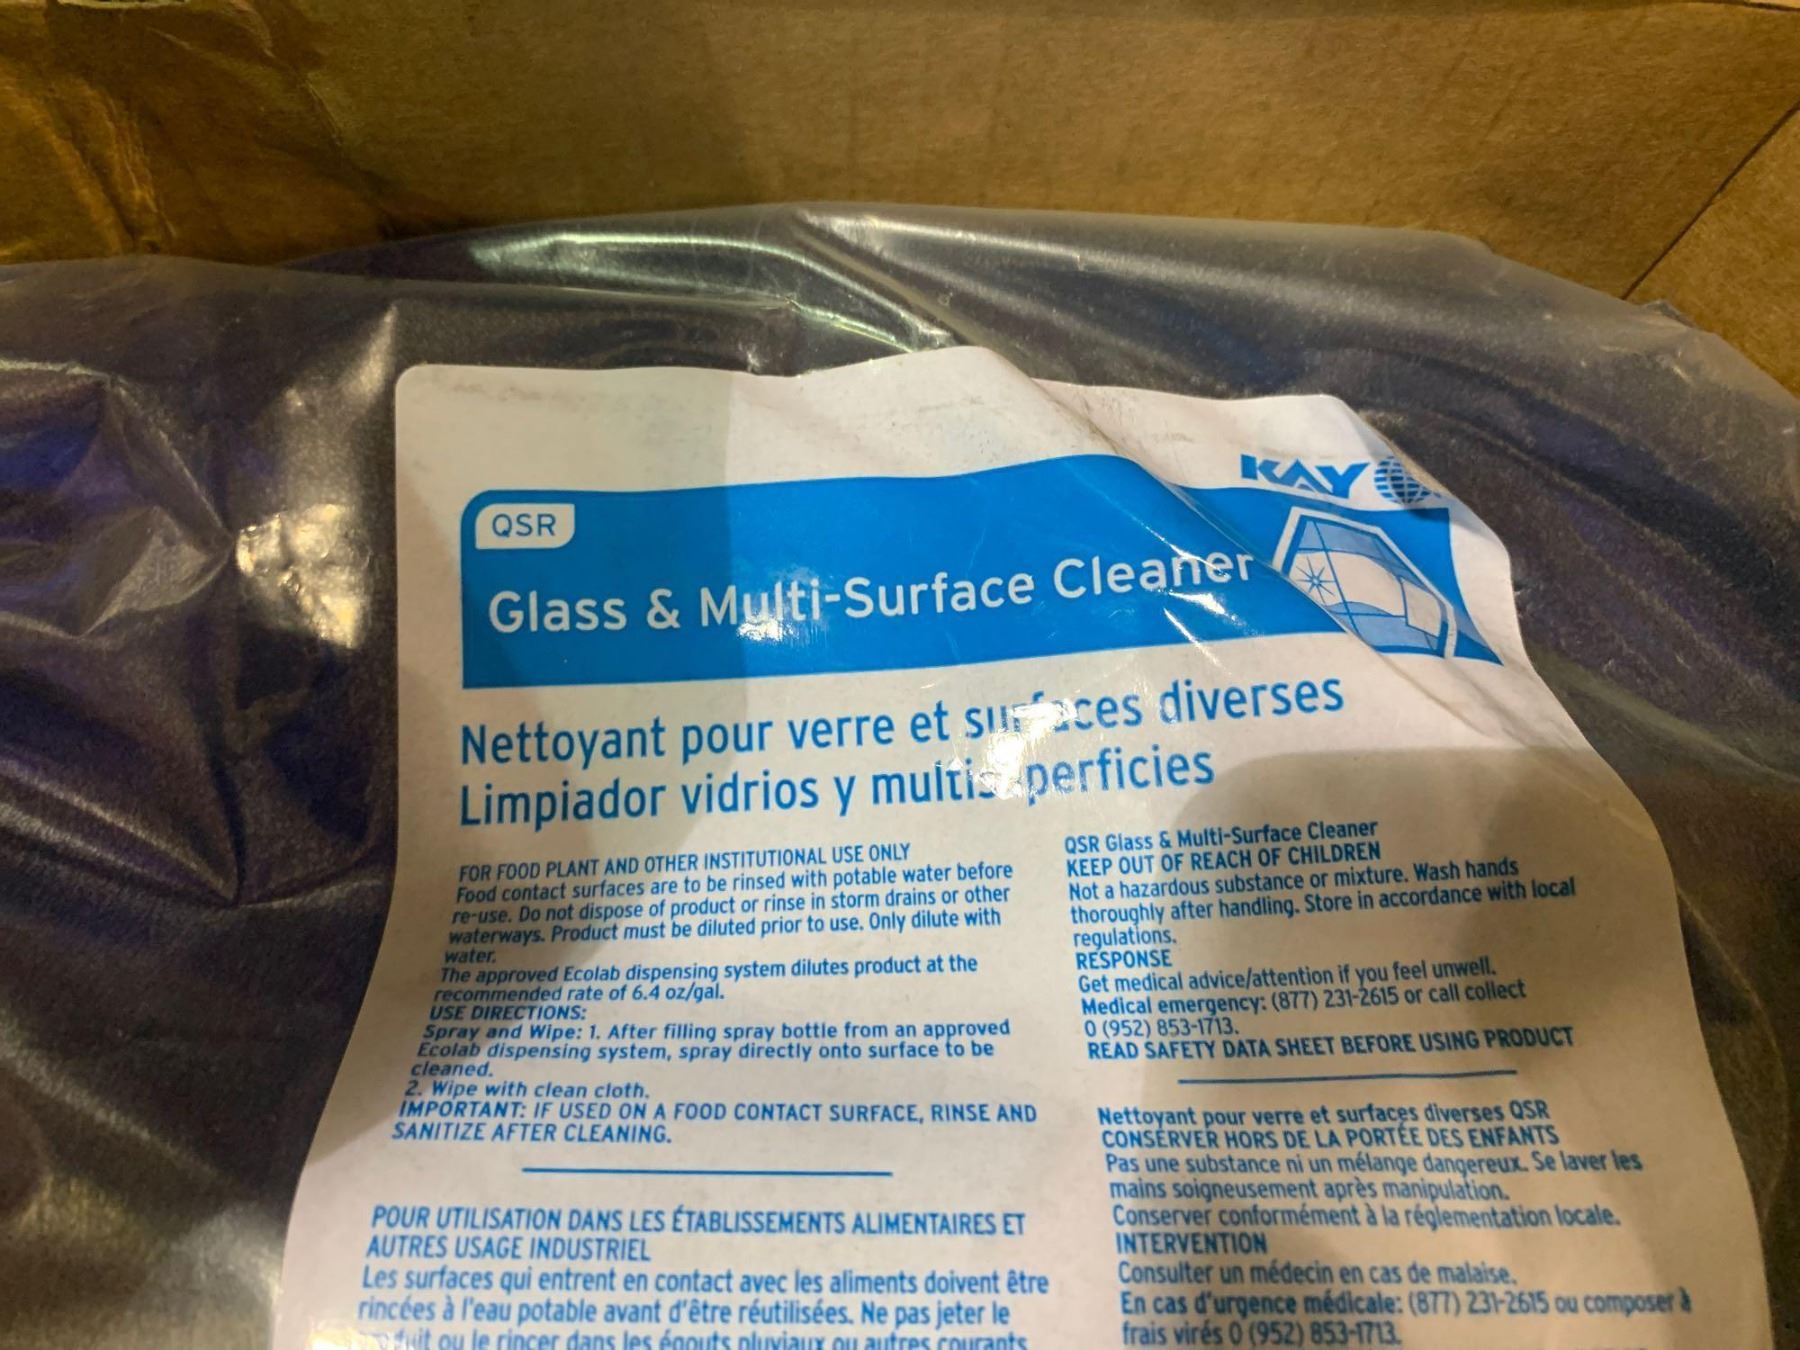 KAY
QSR
Glass & Multi-Surface Cleaner
Nettoyant pour verre et surfaces diverses
Limpiador vidrios y multisuperficies
FOR FOOD PLANT AND OTHER INSTITUTIONAL USE ONLY
Food contact surfaces are to be rinsed with potable water before
re-use. Do not dispose of product or rinse in storm drains or other
waterways. Product must be diluted prior to use. Only dilute with
water.
The approved Ecolab dispensing system dilutes product at the
recommended rate of 6.4 oz/gal.
USE DIRECTIONS:
Spray and Wipe: 1. After filling spray bottle from an approved
Ecolab dispensing system, spray directly onto surface to be
cleaned.
2. Wipe with clean cloth.
IMPORTANT: IF USED ON A FOOD CONTACT SURFACE, RINSE AND
SANITIZE AFTER CLEANING.
POUR UTILISATION DANS LES ÉTABLISSEMENTS ALIMENTAIRES ET
AUTRES USAGE INDUSTRIEL
Les surfaces qui entrent en contact avec les aliments doivent être
rincées à l'eau potable avant d'être réutilisées. Ne pas jeter le
ou le rincer dans les égouts pluviaux ou autres courants
QSR Glass & Multi-Surface Cleaner
KEEP OUT OF REACH OF CHILDREN
Not a hazardous substance or mixture. Wash hands
thoroughly after handling. Store in accordance with local
regulations.
RESPONSE
Get medical advice/attention if you feel unwell.
Medical emergency: (877) 231-2615 or call collect
0 (952) 853-1713.
READ SAFETY DATA SHEET BEFORE USING PRODUCT
Nettoyant pour verre et surfaces diverses QSR
CONSERVER HORS DE LA PORTÉE DES ENFANTS
Pas une substance ni un mélange dangereux. Se laver les
mains soigneusement après manipulation.
Conserver conformément à la réglementation locale.
INTERVENTION
Consulter un médecin en cas de malaise.
En cas d'urgence médicale: (877) 231-2615 ou composer à
frais virés 0 (952) 853-1713.